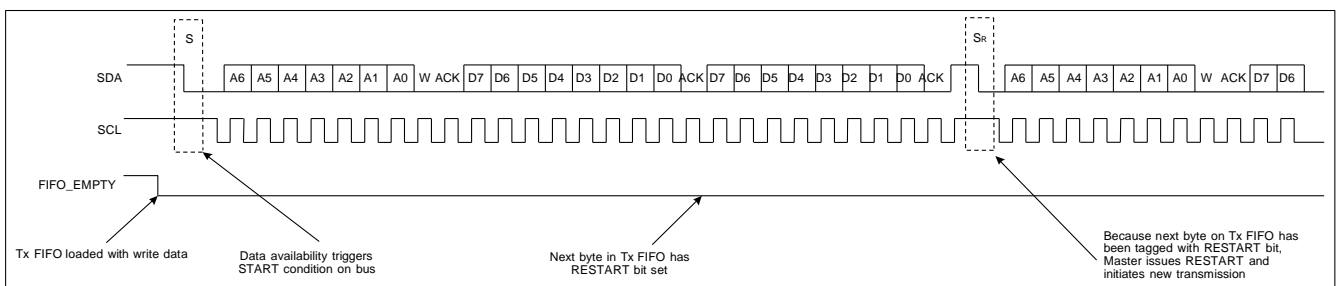 S
SR
SDA
A6 A5 A4 A3 A2 A1 A0 W ACK D7 D6 D5 D4 D3 D2 D1 D0 ACK D7 D6 D5 D4 D3 D2 D1 D0 ACK A6 A5 A4 A3 A2 A1 A0 W ACK D7 D6
SCL
FIFO_EMPTY
Tx FIFO loaded with write data
Data availability triggers
START condition on bus
Next byte in Tx FIFO has
RESTART bit set
Because next byte on Tx FIFO has
been tagged with RESTART bit,
Master issues RESTART and
initiates new transmission